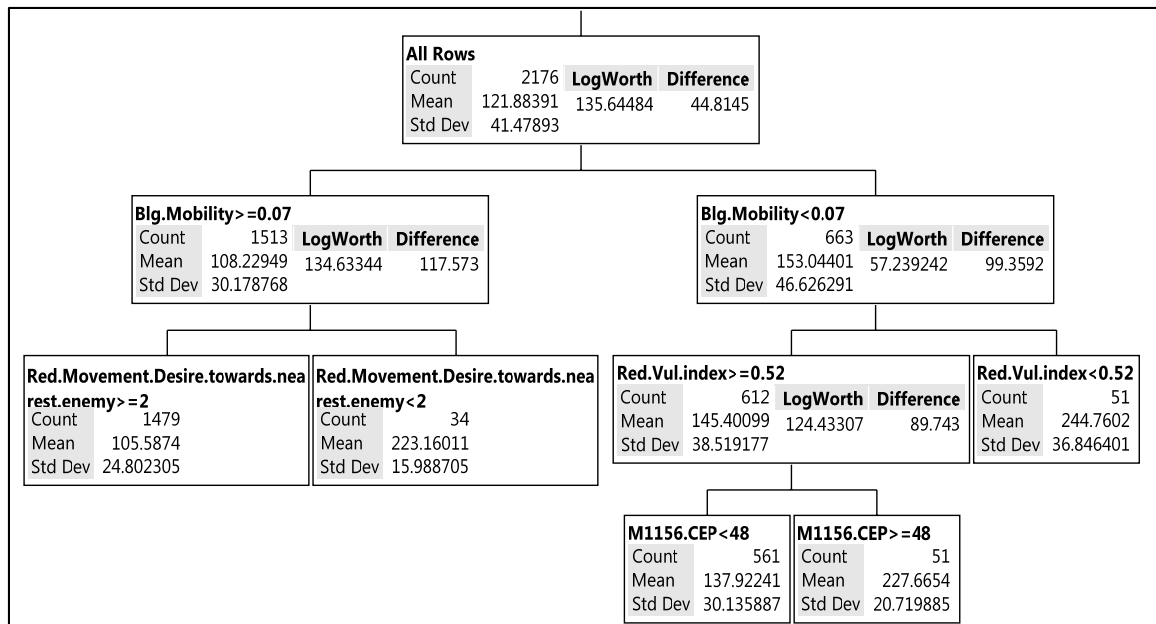 All Rows
Count 2176 LogWorth Difference
Mean 121.88391 135.64484 44.8145
Std Dev 41.47893
Blg.Mobility>=0.07
Count 1513 LogWorth Difference
Mean 108.22949 134.63344 117.573
Std Dev 30.178768
Blg.Mobility<0.07
Count 663 LogWorth Difference
Mean 153.04401 57.239242 99.3592
Std Dev 46.626291
Red.Movement.Desire.towards.nea
rest.enemy>=2
Count 1479
Mean 105.5874
Std Dev 24.802305
Red.Movement.Desire.towards.nea
rest.enemy<2
Count 34
Mean 223.16011
Std Dev 15.988705
Red.Vul.index>=0.52
Count 612 LogWorth Difference
Mean 145.40099 124.43307 89.743
Std Dev 38.519177
Red.Vul.index<0.52
Count 51
Mean 244.7602
Std Dev 36.846401
M1156.CEP<48
Count 561
Mean 137.92241
Std Dev 30.135887
M1156.CEP>=48
Count 51
Mean 227.6654
Std Dev 20.719885